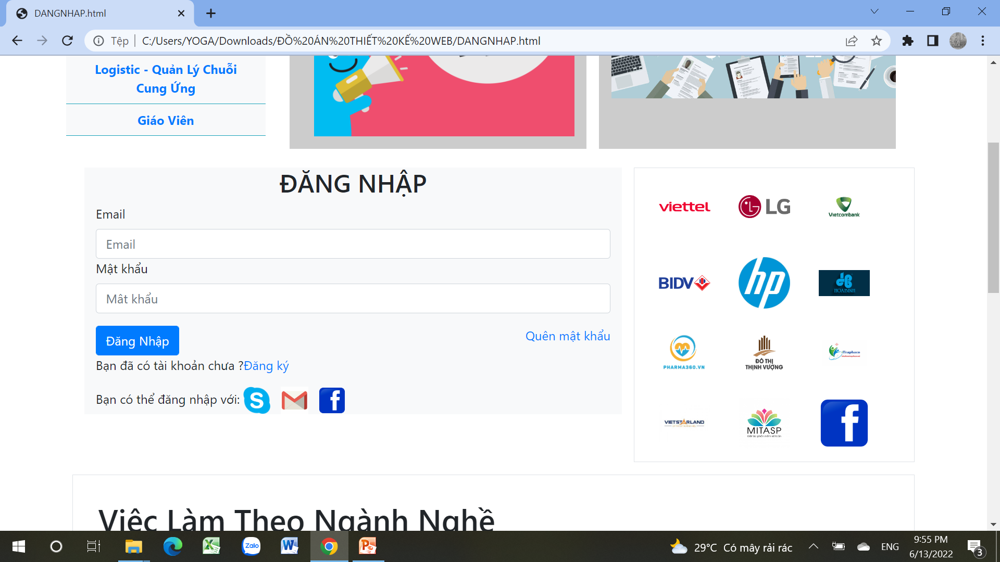 DANGNHAP.html
Tệp
C:/Users/YOGA/Downloads/ĐỒ%20ÁN%20THIẾT%20KẾ%20WEB/DANGNHAP.html
Logistic - Quản Lý Chuỗi
Cung Ứng
Giáo Viên
ĐĂNG NHẬP
Email
Email
Mật khẩu
Mât khẩu
Đăng Nhập
Quên mật khẩu
Bạn đã có tài khoản chưa ?Đăng ký
Bạn có thể đăng nhập với:
viettel
LG
Vietcombank
BIDV
hp
HOABINH
PHARMA360.VN
ĐÔ THỊ
THỊNH VƯỢNG
Traphaco
VIETSTARLAND
MITASP
Việc Làm Theo Ngành Nghề
Zalo
29°C Có mây rải rác
ENG
9:55 PM
6/13/2022
3